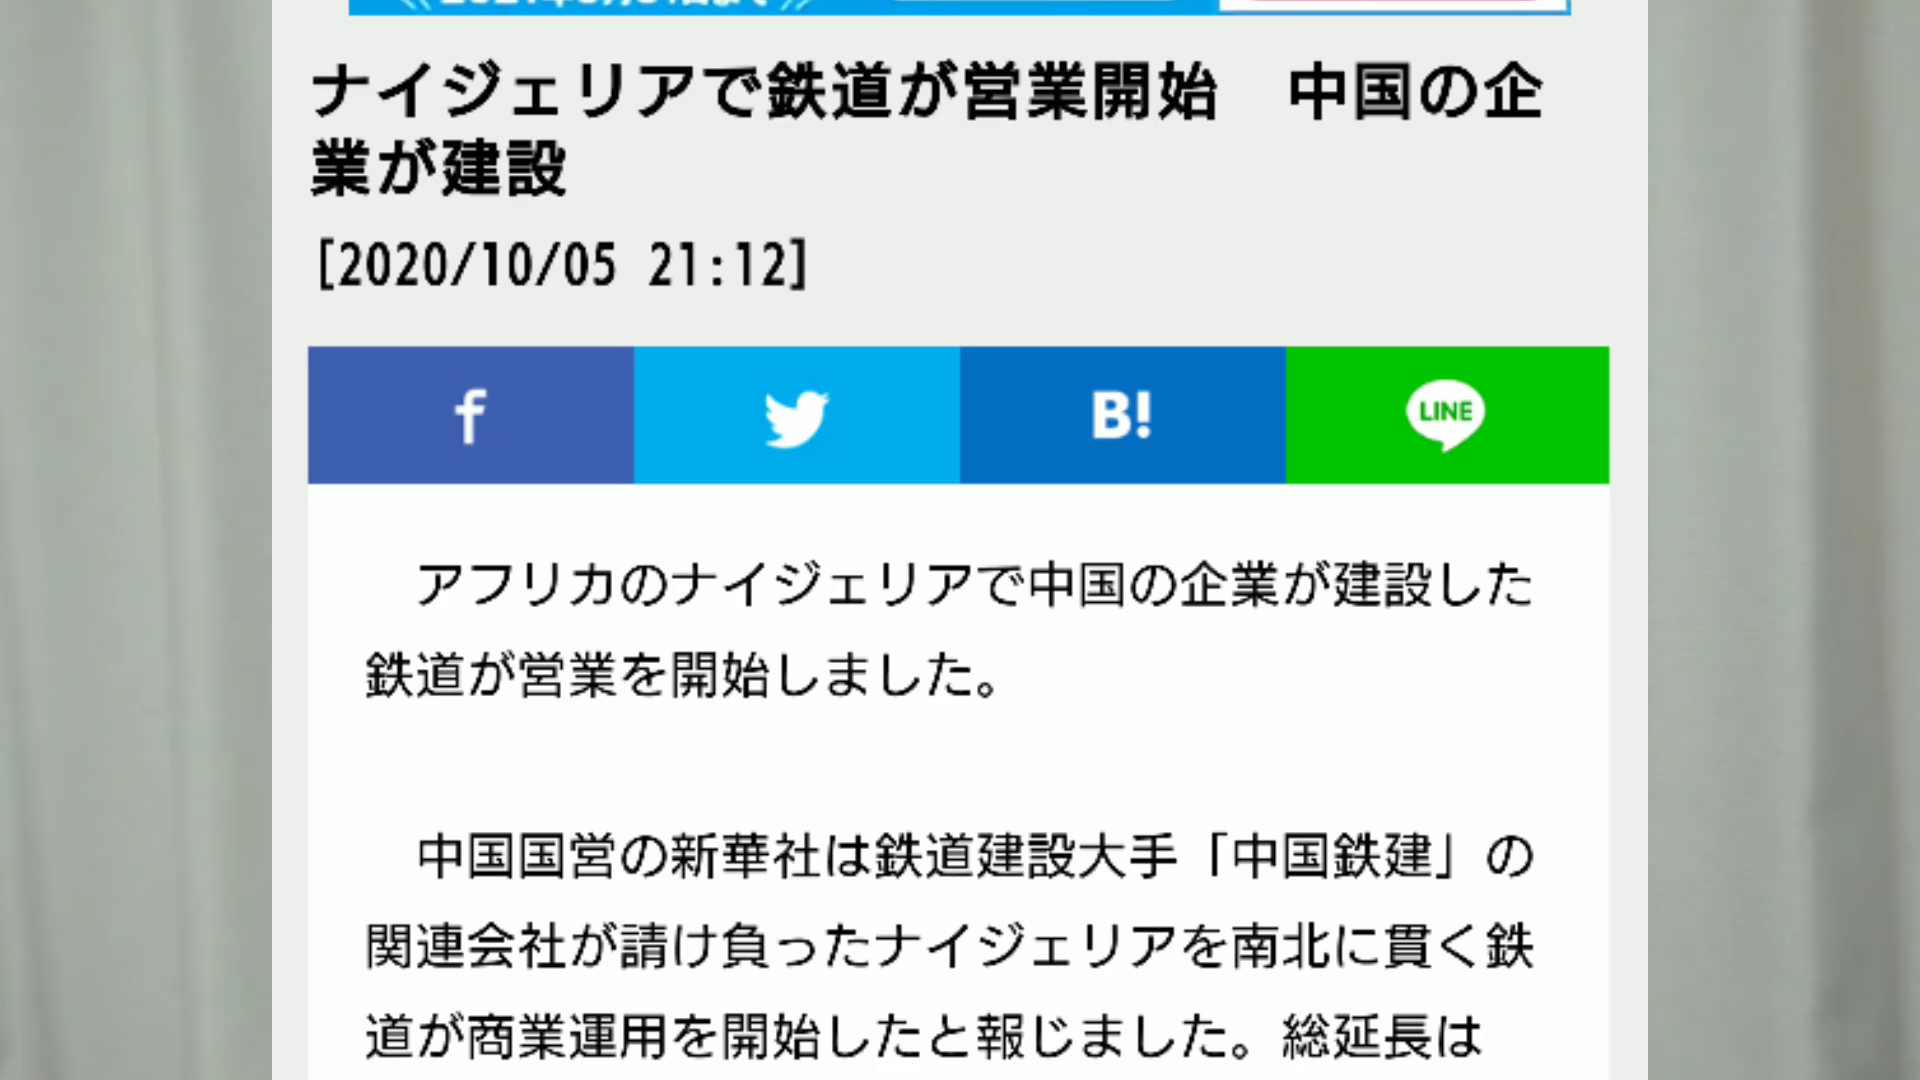 ナイジェリアで鉄道が営業開始　中国の企
業が建設
[2020/10/05 21:12]
f
B!
LINE
アフリカのナイジェリアで中国の企業が建設した
鉄道が営業を開始しました。
中国国営の新華社は鉄道建設大手「中国鉄建」の
関連会社が請け負ったナイジェリアを南北に貫く鉄
道が商業運用を開始したと報じました。総延長は